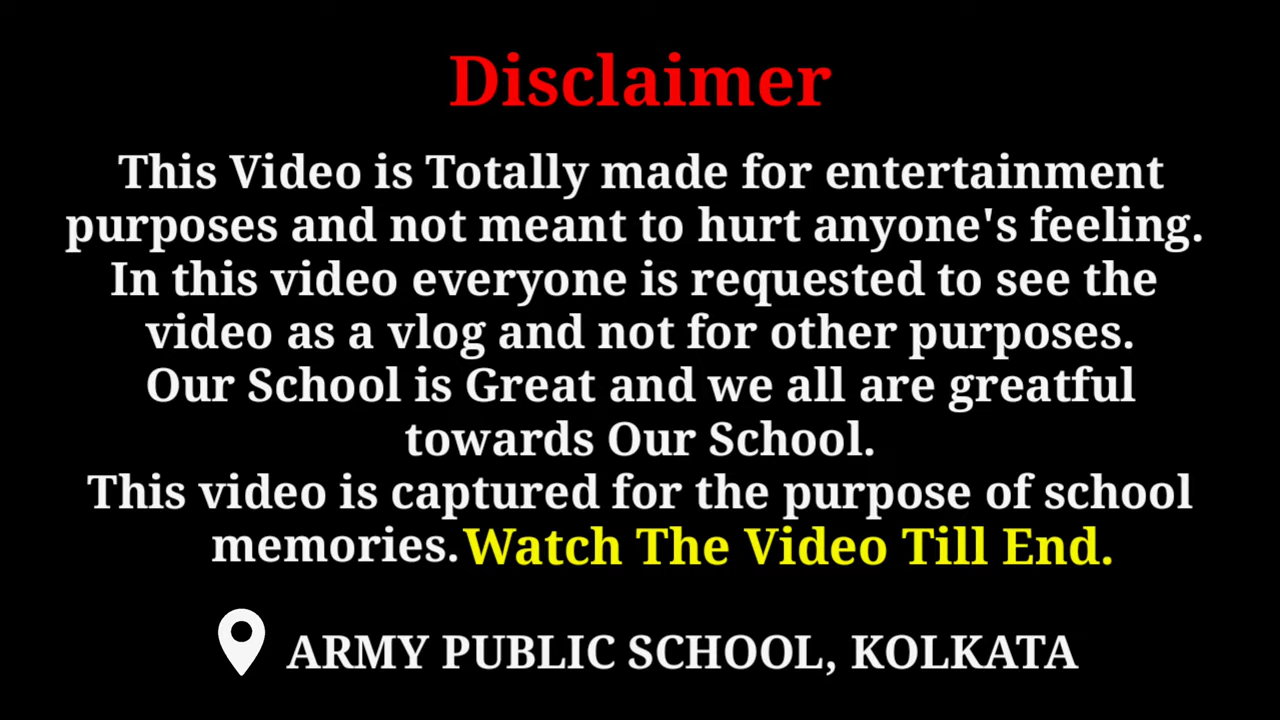 Disclaimer
This Video is Totally made for entertainment
purposes and not meant to hurt anyone's feeling.
In this video everyone is requested to see the
video as a vlog and not for other purposes.
Our School is Great and we all are greatful
towards Our School.
This video is captured for the purpose of school
memories. Watch The Video Till End.
ARMY PUBLIC SCHOOL, KOLKATA